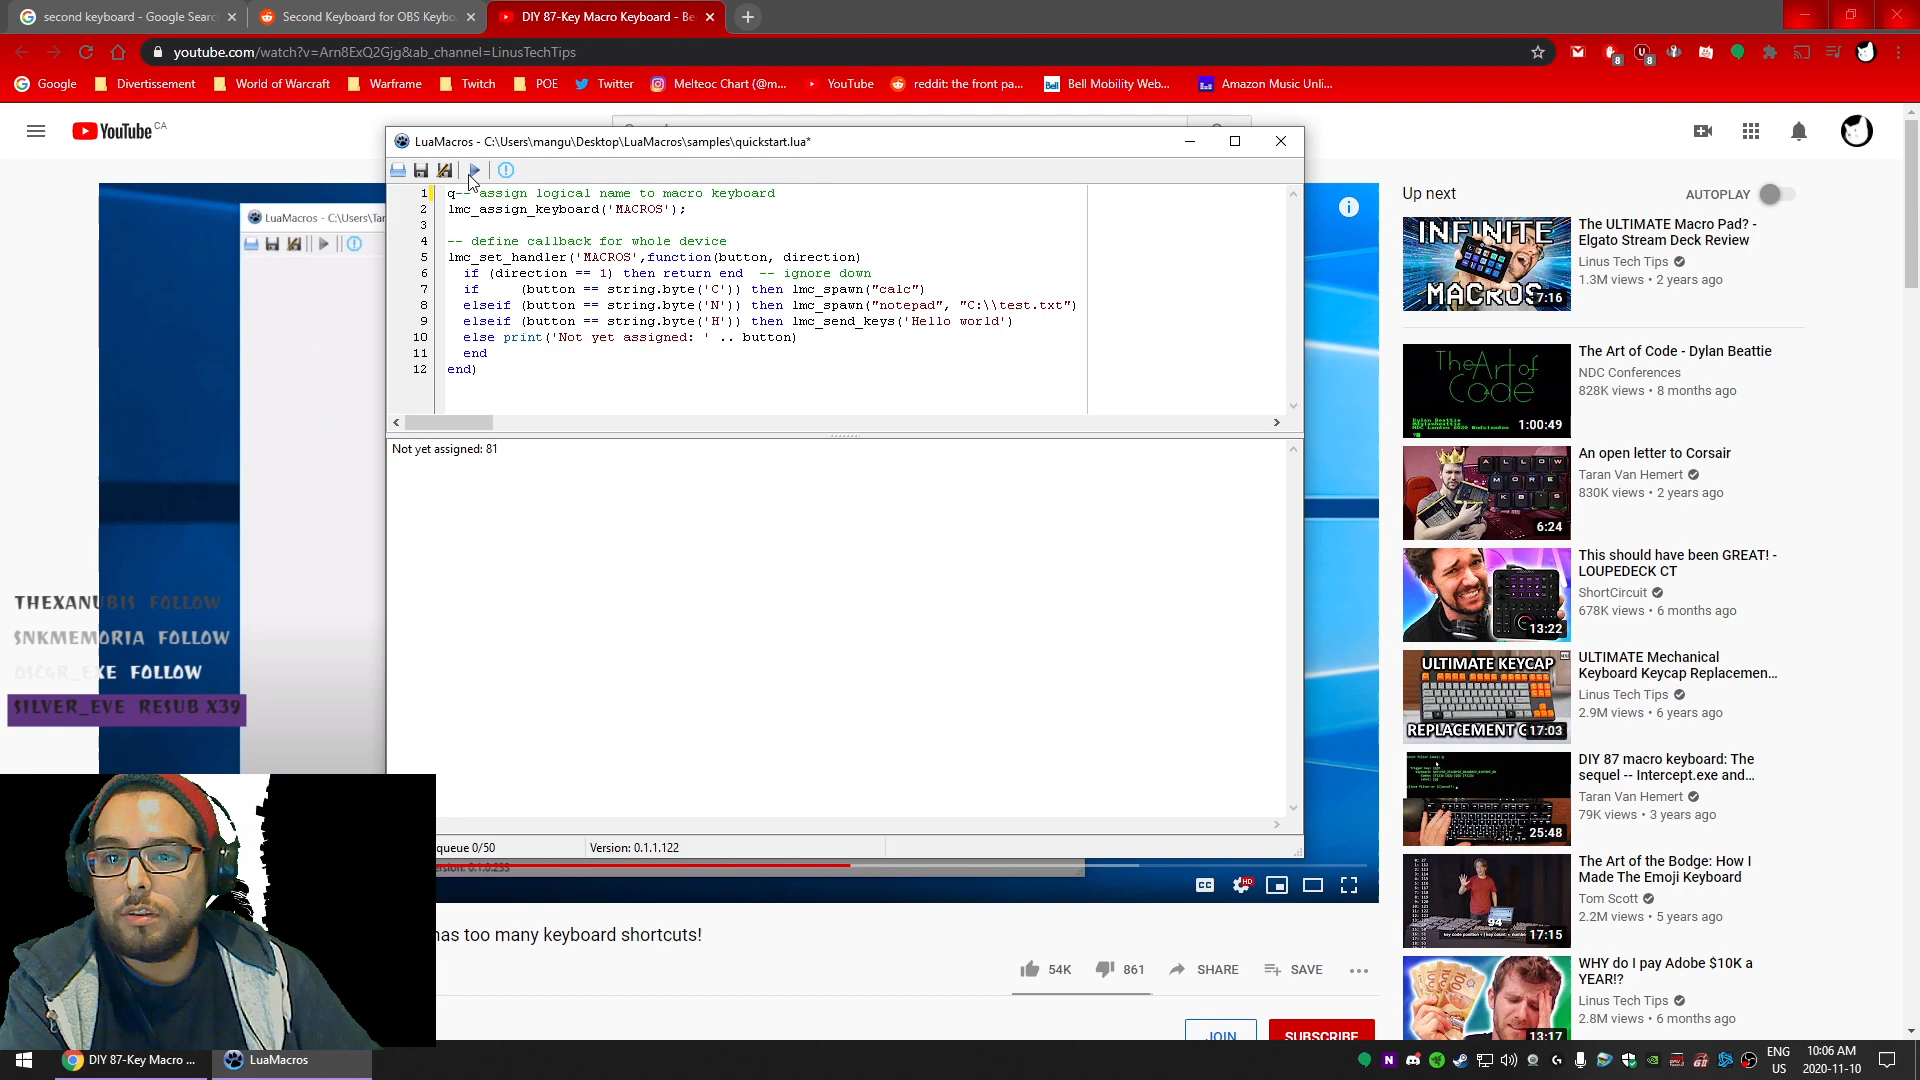 second keyboard - Google Searc
Second Keyboard for OBS Keybo
DIY 87-Key Macro Keyboard - Be
youtube.com/watch?v=Arn8ExQ2Gjg&ab_channel=LinusTechTips
8
8
Google
Divertissement
World of Warcraft
Warframe
Twitch
POE
Twitter
Melteoc Chart (@m...
YouTube
reddit: the front pa...
Bell
Bell Mobility Web...
Amazon Music Unli...
YouTube CA
LuaMacros - C:\Users\mangu\Desktop\LuaMacros\samples\quickstart.lua*
1 q-- assign logical name to macro keyboard
2 lmc_assign_keyboard('MACROS');
3
4 -- define callback for whole device
5 lmc_set_handler('MACROS',function(button, direction)
6 if (direction == 1) then return end -- ignore down
7 if (button == string.byte('C')) then lmc_spawn("calc")
8 elseif (button == string.byte('N')) then lmc_spawn("notepad", "C:\\test.txt")
9 elseif (button == string.byte('H')) then lmc_send_keys('Hello world')
10 else print('Not yet assigned: ' .. button)
11 end
12 end)
Not yet assigned: 81
queue 0/50
Version: 0.1.1.122
LuaMacros - C:\Users\Tar
THEXANUBIS FOLLOW
SNKMEMORIA FOLLOW
OSCGR_EXE FOLLOW
SILVER_EVE RESUB X39
CC
HD
has too many keyboard shortcuts!
54K
861
SHARE
SAVE
JOIN
SUBSCRIBE
Up next
AUTOPLAY
INFINITE
MACROS
7:16
The ULTIMATE Macro Pad? -
Elgato Stream Deck Review
Linus Tech Tips
1.3M views • 2 years ago
The Art of
Code
1:00:49
The Art of Code - Dylan Beattie
NDC Conferences
828K views • 8 months ago
ALLOW
MORE
KBS
6:24
An open letter to Corsair
Taran Van Hemert
830K views • 2 years ago
13:22
This should have been GREAT! -
LOUPEDECK CT
ShortCircuit
678K views • 6 months ago
ULTIMATE KEYCAP
17:03
ULTIMATE Mechanical
Keyboard Keycap Replacemen...
Linus Tech Tips
2.9M views • 6 years ago
25:48
DIY 87 macro keyboard: The
sequel -- Intercept.exe and...
Taran Van Hemert
79K views • 3 years ago
94
17:15
The Art of the Bodge: How I
Made The Emoji Keyboard
Tom Scott
2.2M views • 5 years ago
13:17
WHY do I pay Adobe $10K a
YEAR!?
Linus Tech Tips
2.8M views • 6 months ago
DIY 87-Key Macro ...
LuaMacros
ENG
US
10:06 AM
2020-11-10